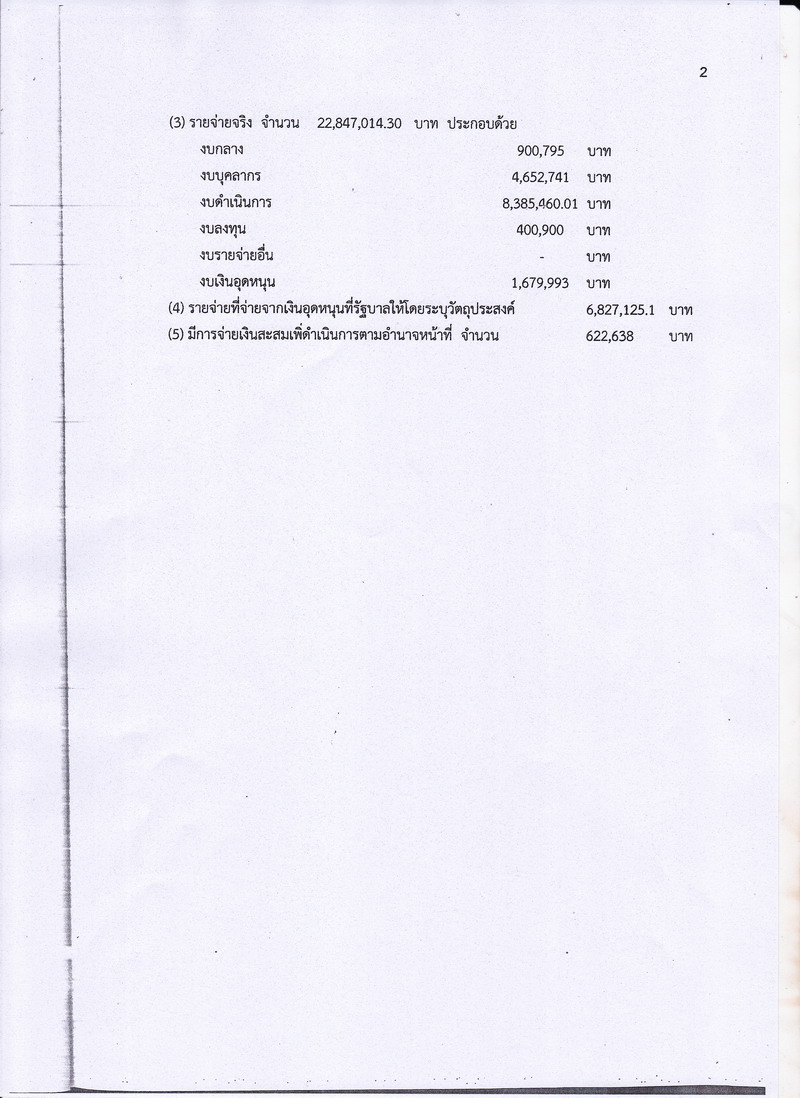 2
(3) รายจ่ายจริง จำนวน 22,847,014.30 บาท ประกอบด้วย
งบกลาง 900,795 บาท
งบบุคลากร 4,652,741 บาท
งบดำเนินการ 8,385,460.01 บาท
งบลงทุน 400,900 บาท
งบรายจ่ายอื่น - บาท
งบเงินอุดหนุน 1,679,993 บาท
(4) รายจ่ายที่จ่ายจากเงินอุดหนุนที่รัฐบาลให้โดยระบุวัตถุประสงค์ 6,827,125.1 บาท
(5) มีการจ่ายเงินสะสมเพิ่ดำเนินการตามอำนาจหน้าที่ จำนวน 622,638 บาท